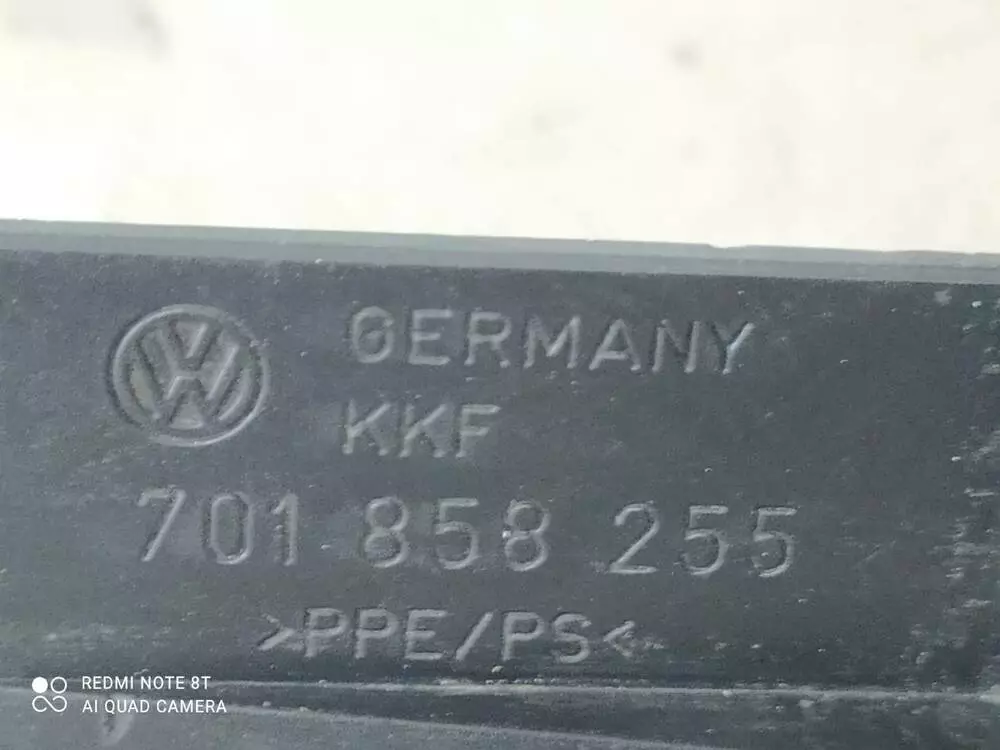 GERMANY
KKF
701 858 255
>PPE/PS<
REDMI NOTE 8T
AI QUAD CAMERA